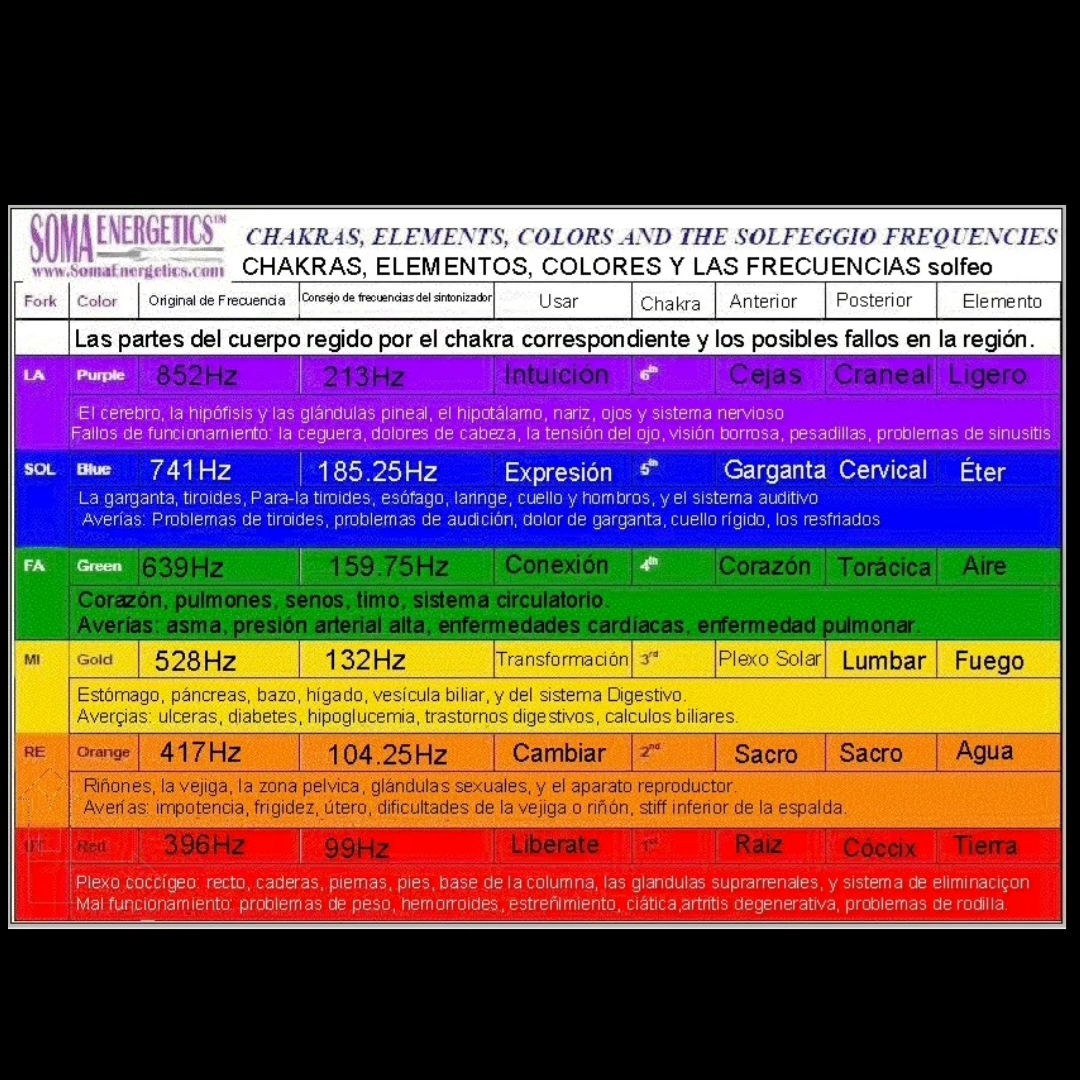 SOMA ENERGETICS™
www.SomaEnergetics.com
CHAKRAS, ELEMENTS, COLORS AND THE SOLFEGGIO FREQUENCIES
CHAKRAS, ELEMENTOS, COLORES Y LAS FRECUENCIAS solfeo
Fork Color Original de Frecuencia Consejo de frecuencias del sintonizador Usar Chakra Anterior Posterior Elemento
Las partes del cuerpo regido por el chakra correspondiente y los posibles fallos en la región.
LA Purple 852Hz 213Hz Intuición 6th Cejas Craneal Ligero
El cerebro, la hipófisis y las glándulas pineal, el hipotálamo, nariz, ojos y sistema nervioso
Fallos de funcionamiento: la ceguera, dolores de cabeza, la tensión del ojo, visión borrosa, pesadillas, problemas de sinusitis
SOL Blue 741Hz 185.25Hz Expresión 5th Garganta Cervical Éter
La garganta, tiroides, Para-la tiroides, esófago, laringe, cuello y hombros, y el sistema auditivo
Averías: Problemas de tiroides, problemas de audición, dolor de garganta, cuello rígido, los resfriados
FA Green 639Hz 159.75Hz Conexión 4th Corazón Torácica Aire
Corazón, pulmones, senos, timo, sistema circulatorio.
Averías: asma, presión arterial alta, enfermedades cardíacas, enfermedad pulmonar.
MI Gold 528Hz 132Hz Transformación 3rd Plexo Solar Lumbar Fuego
Estómago, páncreas, bazo, hígado, vesícula biliar, y del sistema Digestivo.
Averçias: ulceras, diabetes, hipoglucemia, trastornos digestivos, calculos biliares.
RE Orange 417Hz 104.25Hz Cambiar 2nd Sacro Sacro Agua
Riñones, la vejiga, la zona pelvica, glándulas sexuales, y el aparato reproductor.
Averías: impotencia, frigidez, útero, dificultades de la vejiga o riñón, stiff inferior de la espalda.
UT Red 396Hz 99Hz Liberate 1st Raiz Cóccix Tierra
Plexo coccígeo: recto, caderas, piernas, pies, base de la columna, las glandulas suprarrenales, y sistema de eliminaciçon
Mal funcionamiento: problemas de peso, hemorroides, estreñimiento, ciática,artritis degenerativa, problemas de rodilla.